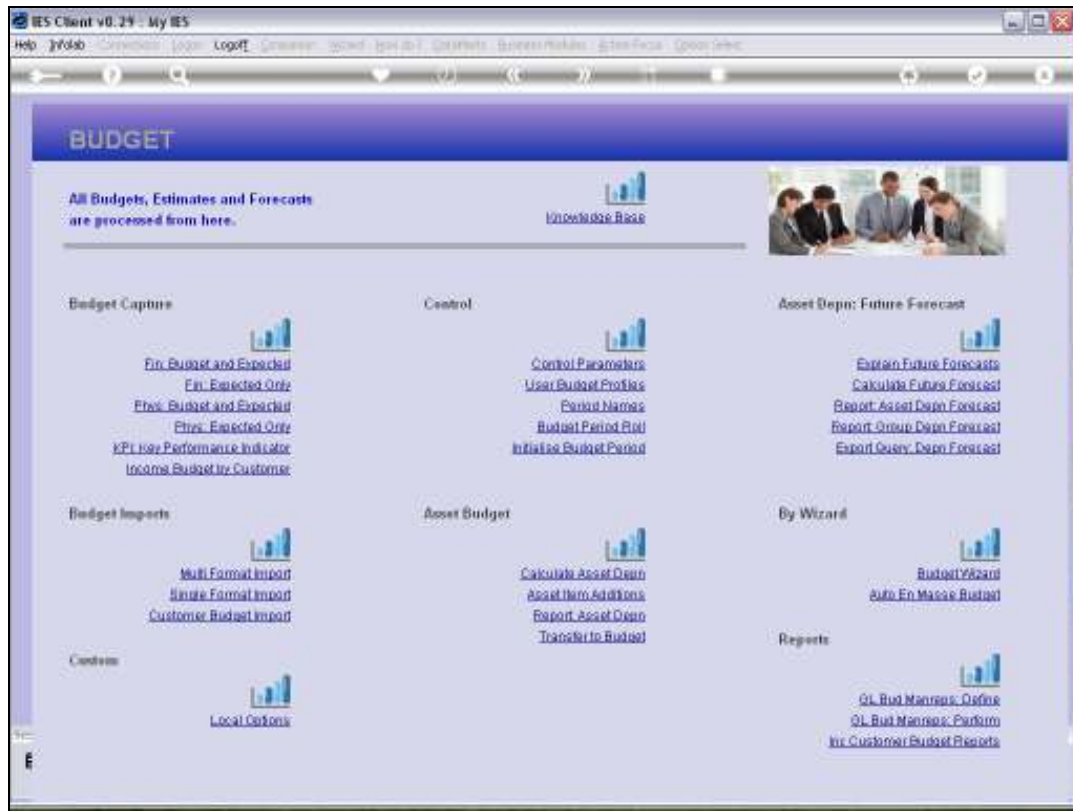 IES Client v0.29 : My IES
Help Infolab Logon Logoff
BUDGET
All Budgets, Estimates and Forecasts
are processed from here.
Knowledge Base
Budget Capture
Fin: Budget and Expected
Fin: Expected Only
Phys: Budget and Expected
Phys: Expected Only
KPI: Key Performance Indicator
Income Budget by Customer
Control
Control Parameters
User Budget Profiles
Period Names
Budget Period Roll
Initialise Budget Period
Asset Depn: Future Forecast
Explain Future Forecasts
Calculate Future Forecast
Report: Asset Depn Forecast
Report: Group Depn Forecast
Export Query: Depn Forecast
Budget Imports
Multi Format Import
Single Format Import
Customer Budget Import
Asset Budget
Calculate Asset Depn
Asset Item Additions
Report: Asset Depn
Transfer to Budget
By Wizard
Budget Wizard
Auto En Masse Budget
Custom
Local Options
Reports
GL Bud Manreps: Define
GL Bud Manreps: Perform
Inc Customer Budget Reports